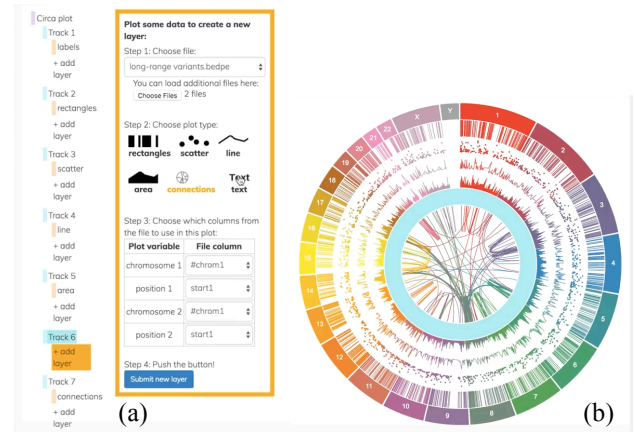 Circa plot
Track 1
labels
+ add
layer
Track 2
rectangles
+ add
layer
Track 3
scatter
+ add
layer
Track 4
line
+ add
layer
Track 5
area
+ add
layer
Track 6
+ add
layer
Track 7
connections
+ add
layer
Plot some data to create a new
layer:
Step 1: Choose file:
long-range variants.bedpe
You can load additional files here:
Choose Files 2 files
Step 2: Choose plot type:
rectangles scatter line
Text
area connections text
Step 3: Choose which columns from
the file to use in this plot:
Plot variable File column
chromosome 1 #chrom1
position 1 start1
chromosome 2 #chrom1
position 2 start1
Step 4: Push the button!
Submit new layer
(a)
1
2
3
4
5
6
7
8
9
10
11
12
13
14
15
16
17
18
19
20
21
22
X
Y
(b)